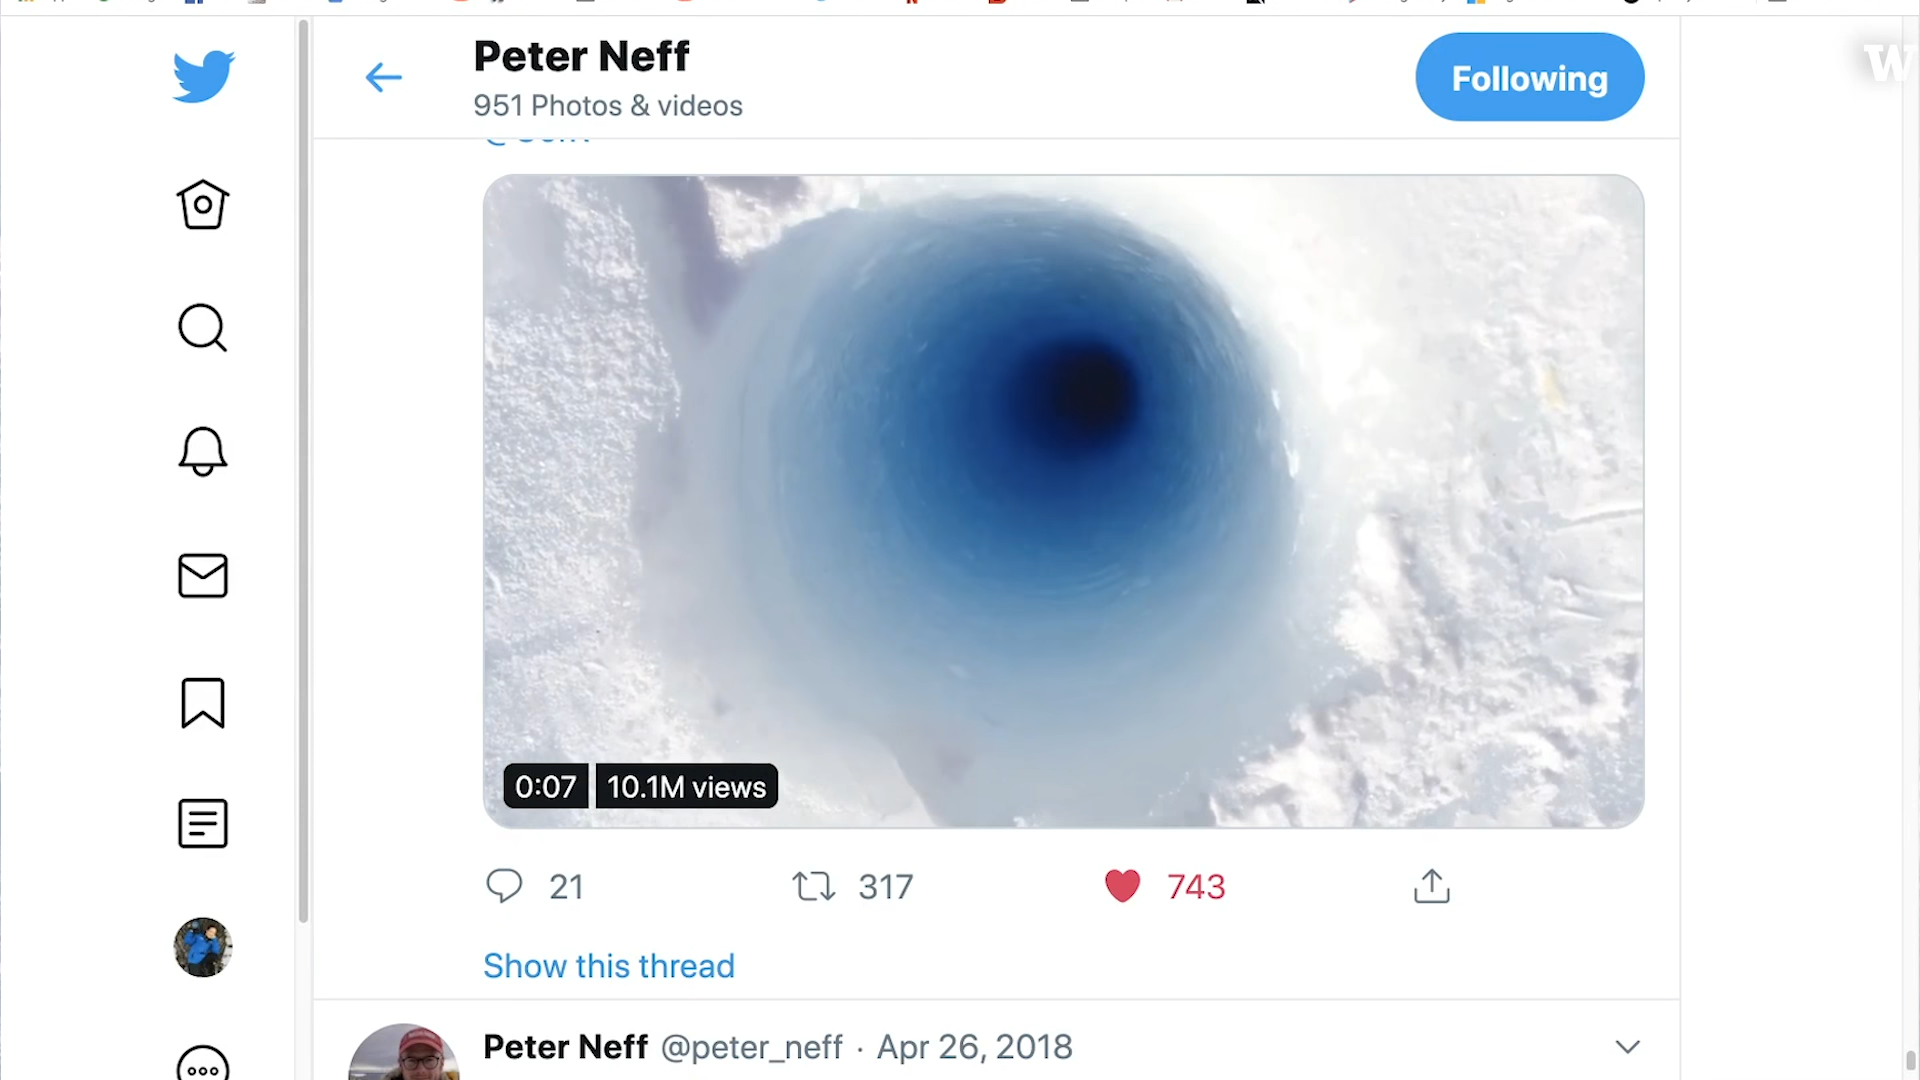 Peter Neff
Following
W
951 Photos & videos
0:07
10.1M views
21
317
743
Show this thread
Peter Neff @peter_neff · Apr 26, 2018